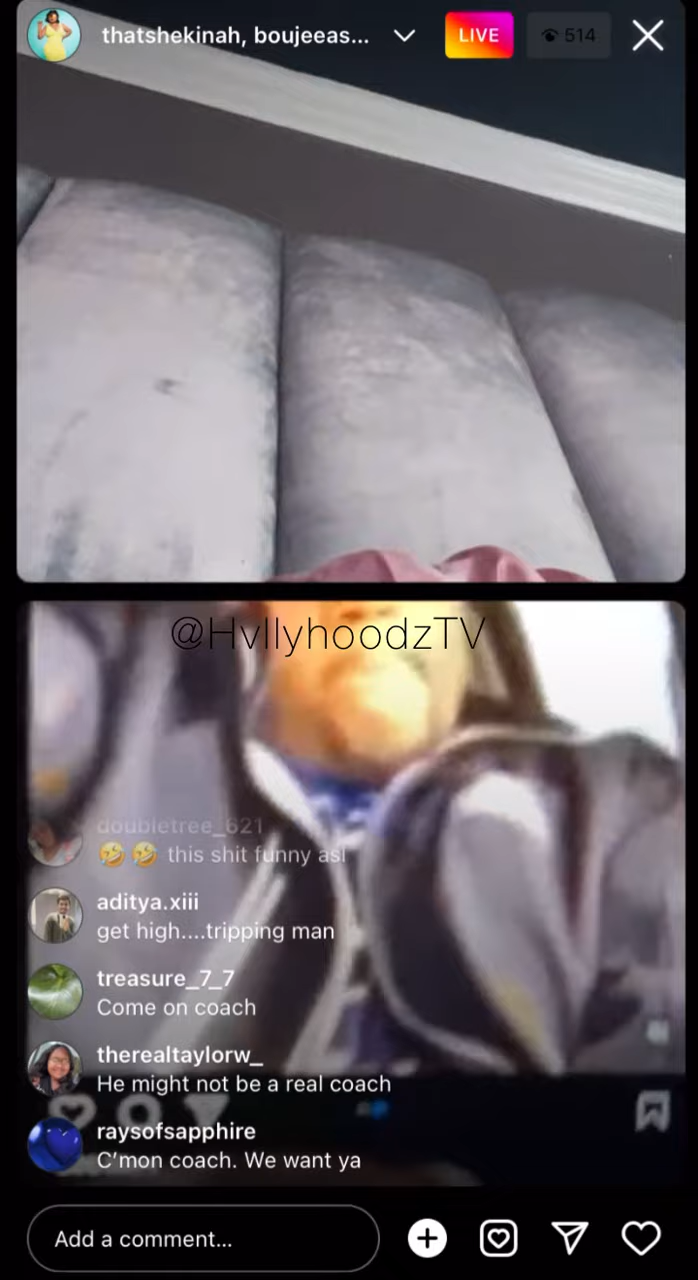 thatshekinah, boujeeas...
LIVE
514
@HvllyhoodzTV
doubletree_621
🤣 🤣 this shit funny asl
aditya.xiii
get high....tripping man
treasure_7_7
Come on coach
therealtaylorw_
He might not be a real coach
raysofsapphire
C’mon coach. We want ya
Add a comment...